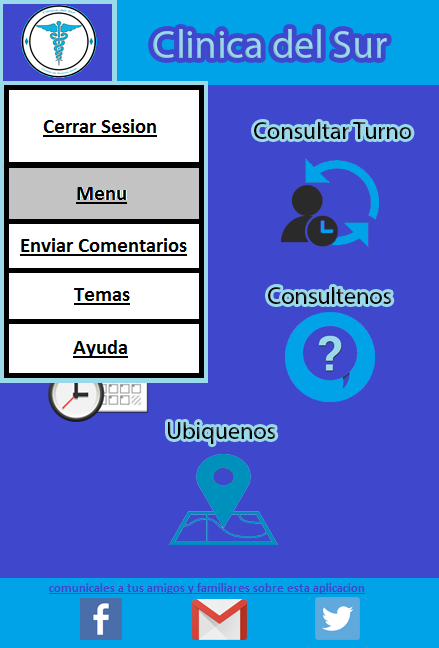 Clinica del Sur
Cerrar Sesion
Menu
Enviar Comentarios
Temas
Ayuda
Consultar Turno
Consultenos
?
Ubiquenos
comunicales a tus amigos y familiares sobre esta aplicacion
f